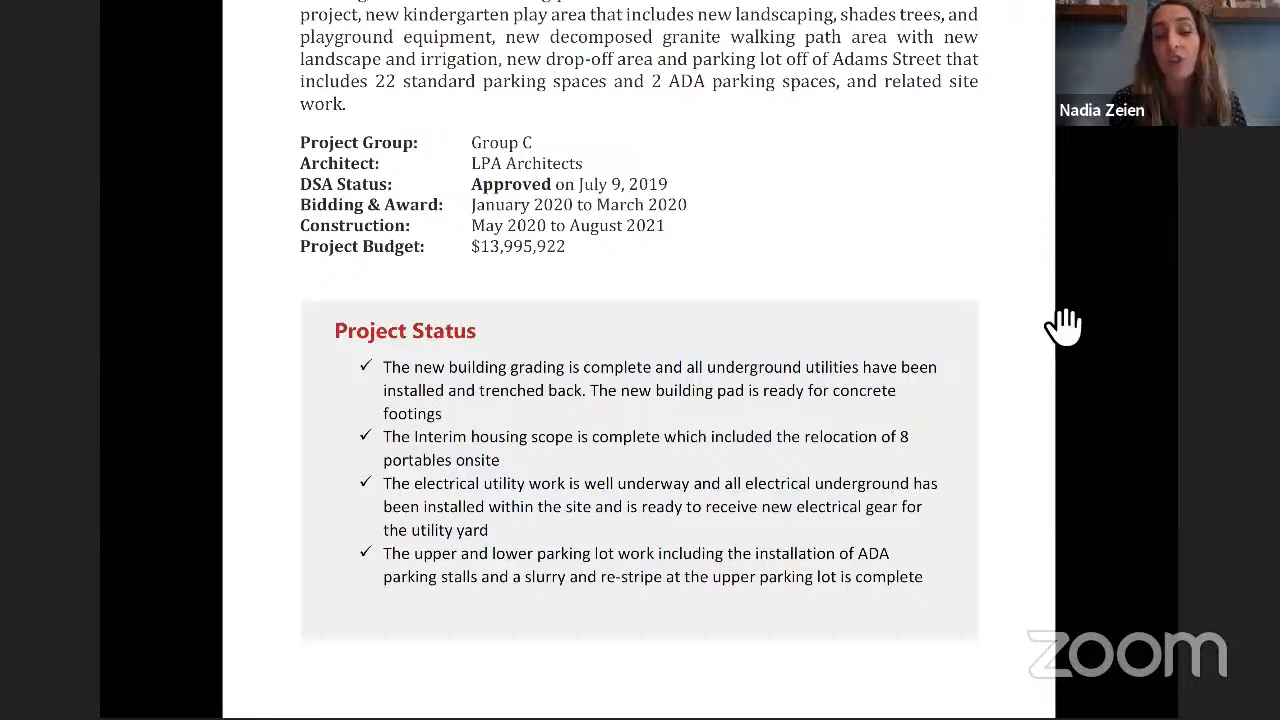 project, new kindergarten play area that includes new landscaping, shades trees, and
playground equipment, new decomposed granite walking path area with new
landscape and irrigation, new drop-off area and parking lot off of Adams Street that
includes 22 standard parking spaces and 2 ADA parking spaces, and related site
work.
Project Group: Group C
Architect: LPA Architects
DSA Status: Approved on July 9, 2019
Bidding & Award: January 2020 to March 2020
Construction: May 2020 to August 2021
Project Budget: $13,995,922
Project Status
✓ The new building grading is complete and all underground utilities have been
installed and trenched back. The new building pad is ready for concrete
footings
✓ The Interim housing scope is complete which included the relocation of 8
portables onsite
✓ The electrical utility work is well underway and all electrical underground has
been installed within the site and is ready to receive new electrical gear for
the utility yard
✓ The upper and lower parking lot work including the installation of ADA
parking stalls and a slurry and re-stripe at the upper parking lot is complete
Nadia Zeien
zoom